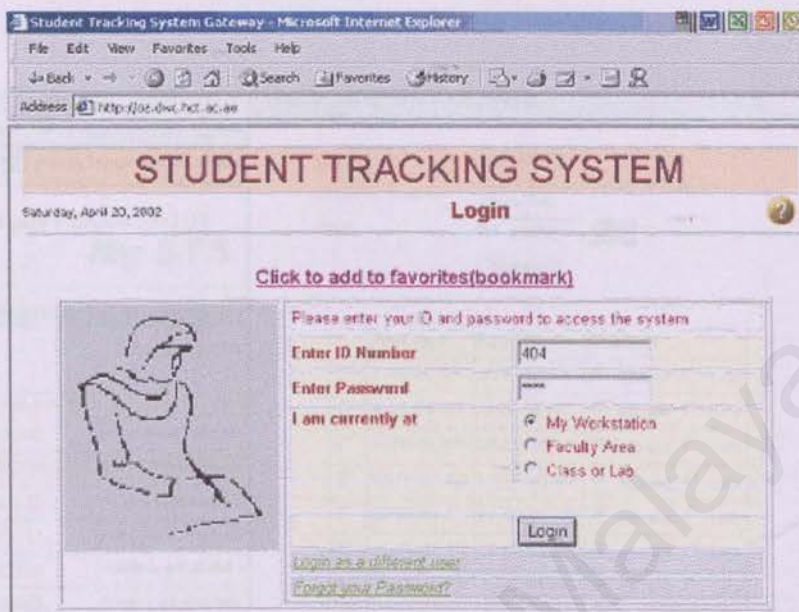 Student Tracking System Gateway - Microsoft Internet Explorer
File Edit View Favorites Tools Help
Back Search Favorites History
Address
STUDENT TRACKING SYSTEM
Saturday, April 20, 2002 Login ?
Click to add to favorites(bookmark)
Please enter your ID and password to access the system
Enter ID Number 404
Enter Password ****
I am currently at My Workstation
Faculty Area
Class or Lab
Login
Login as a different user
Forgot your Password?
Malaya